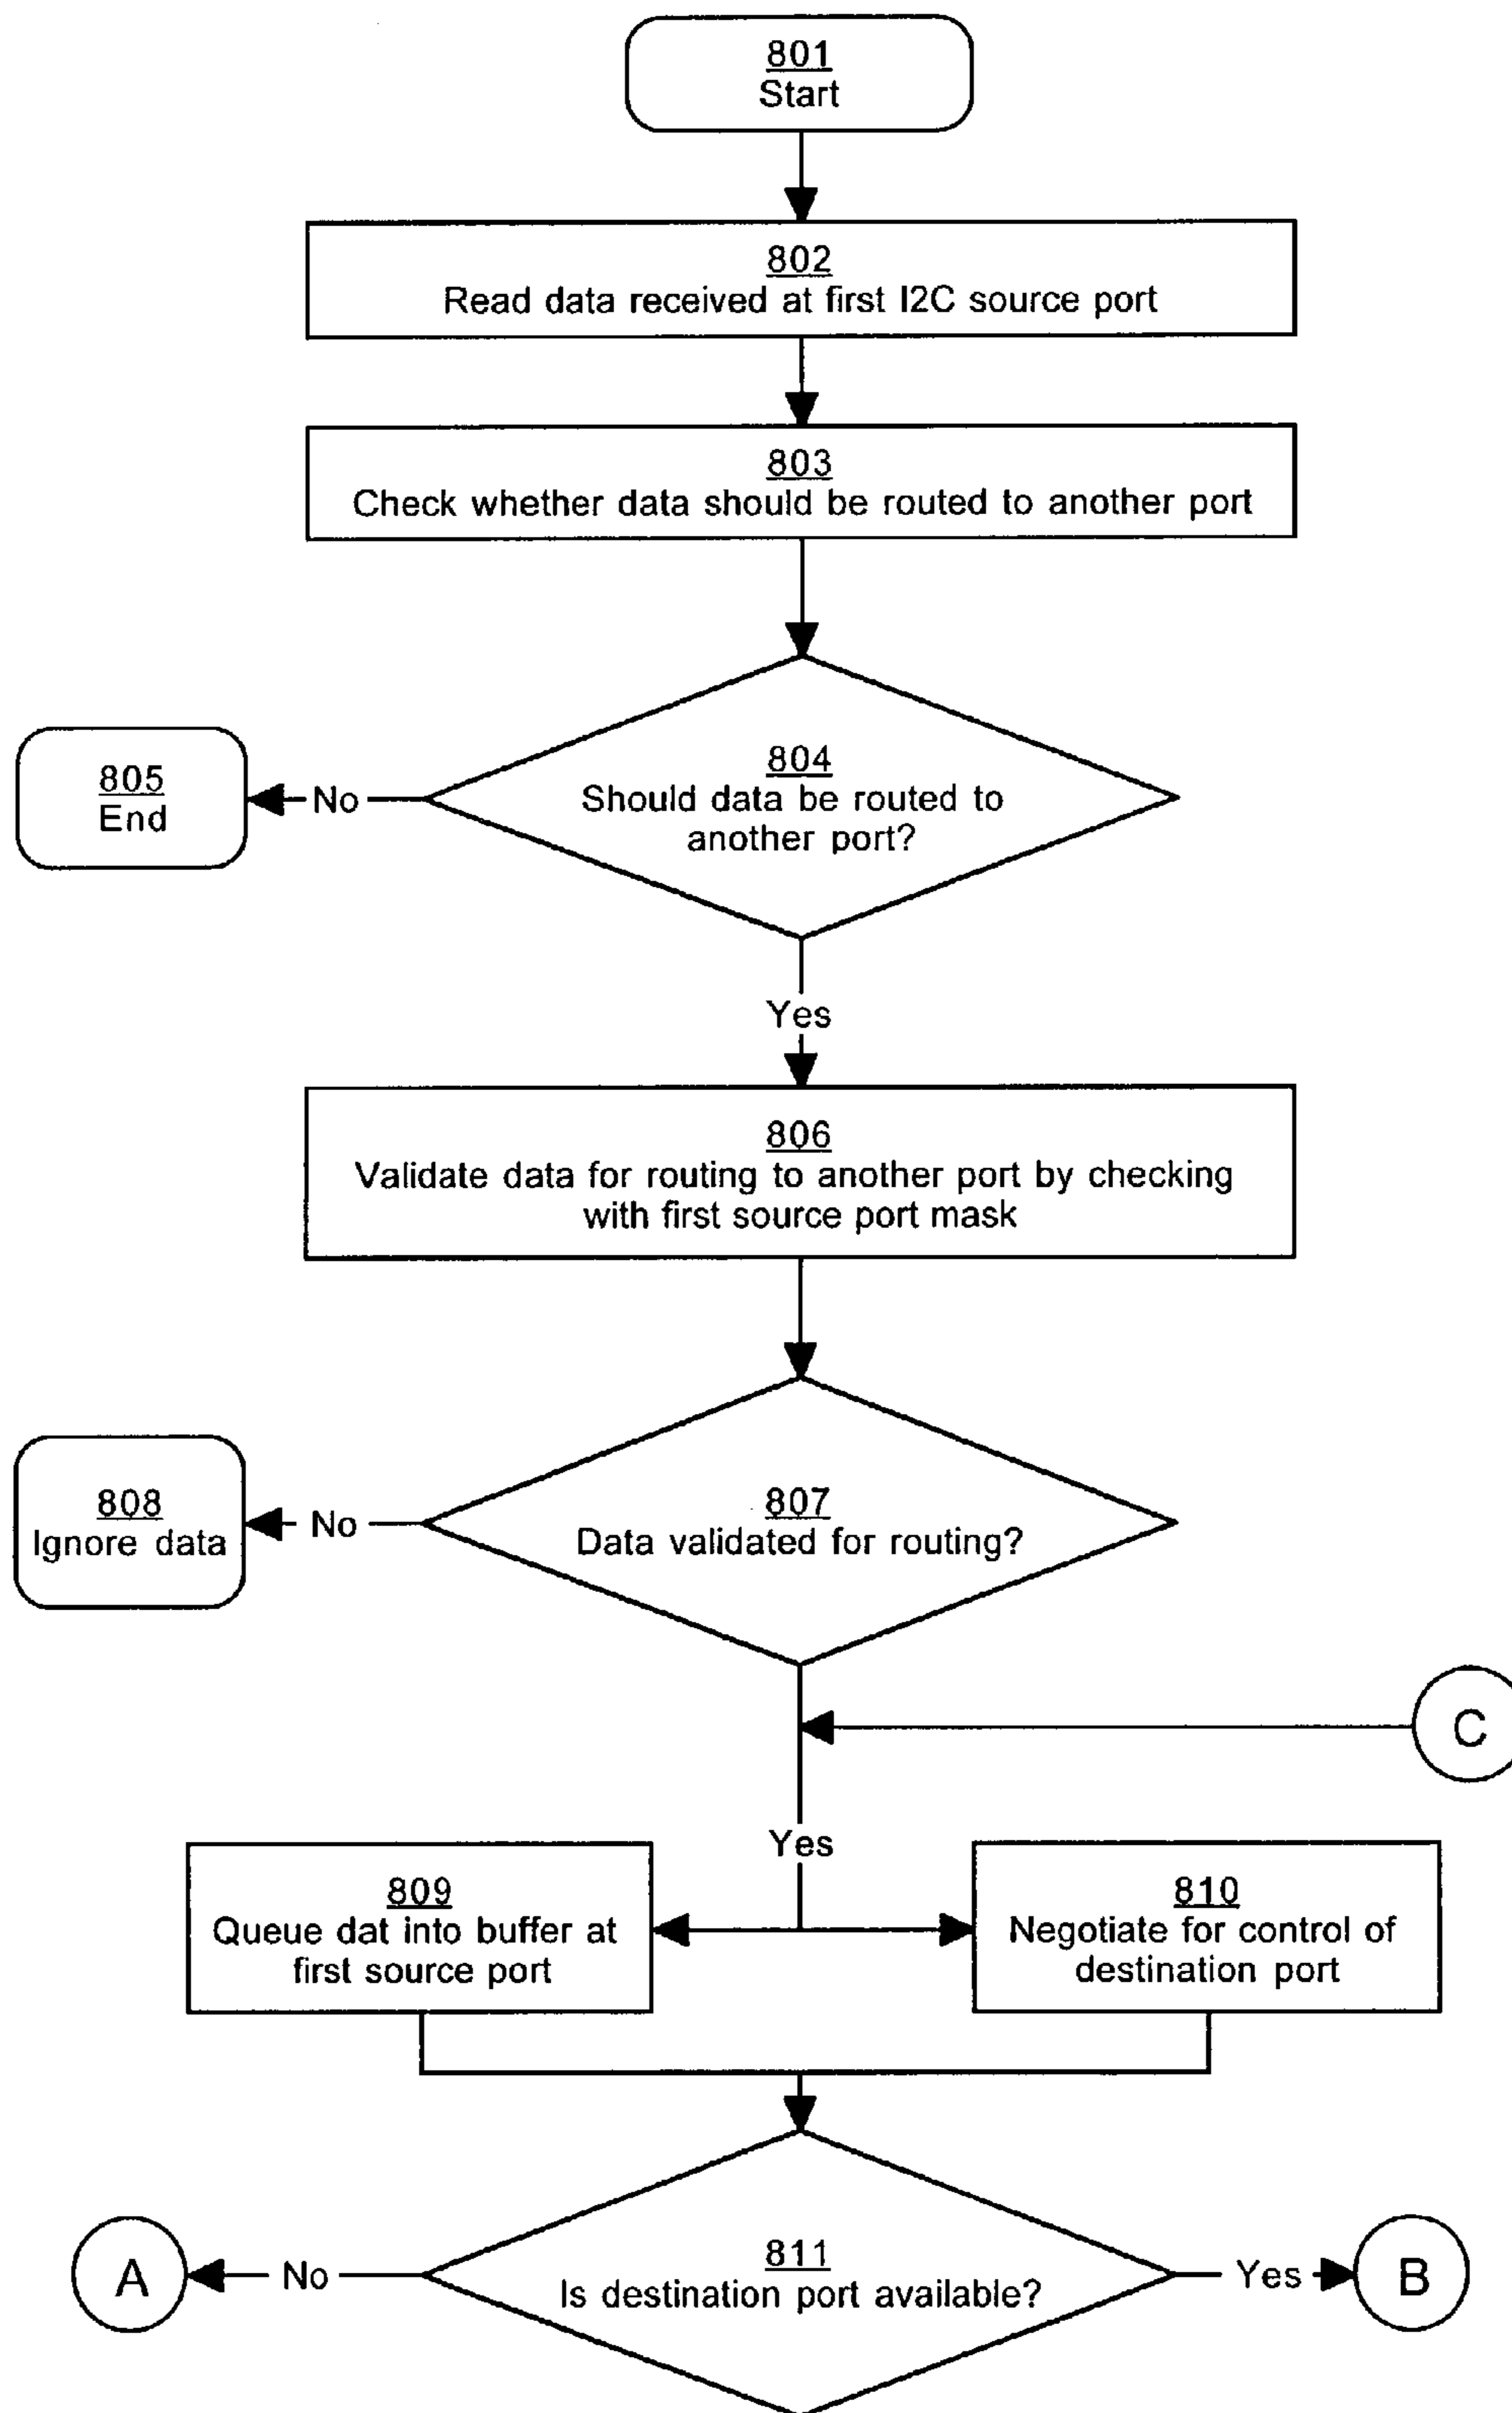 801
Start
802
Read data received at first I2C source port
803
Check whether data should be routed to another port
804
Should data be routed to
another port?
No
805
End
Yes
806
Validate data for routing to another port by checking
with first source port mask
807
Data validated for routing?
No
808
Ignore data
C
Yes
809
Queue dat into buffer at
first source port
810
Negotiate for control of
destination port
811
Is destination port available?
No
A
Yes
B